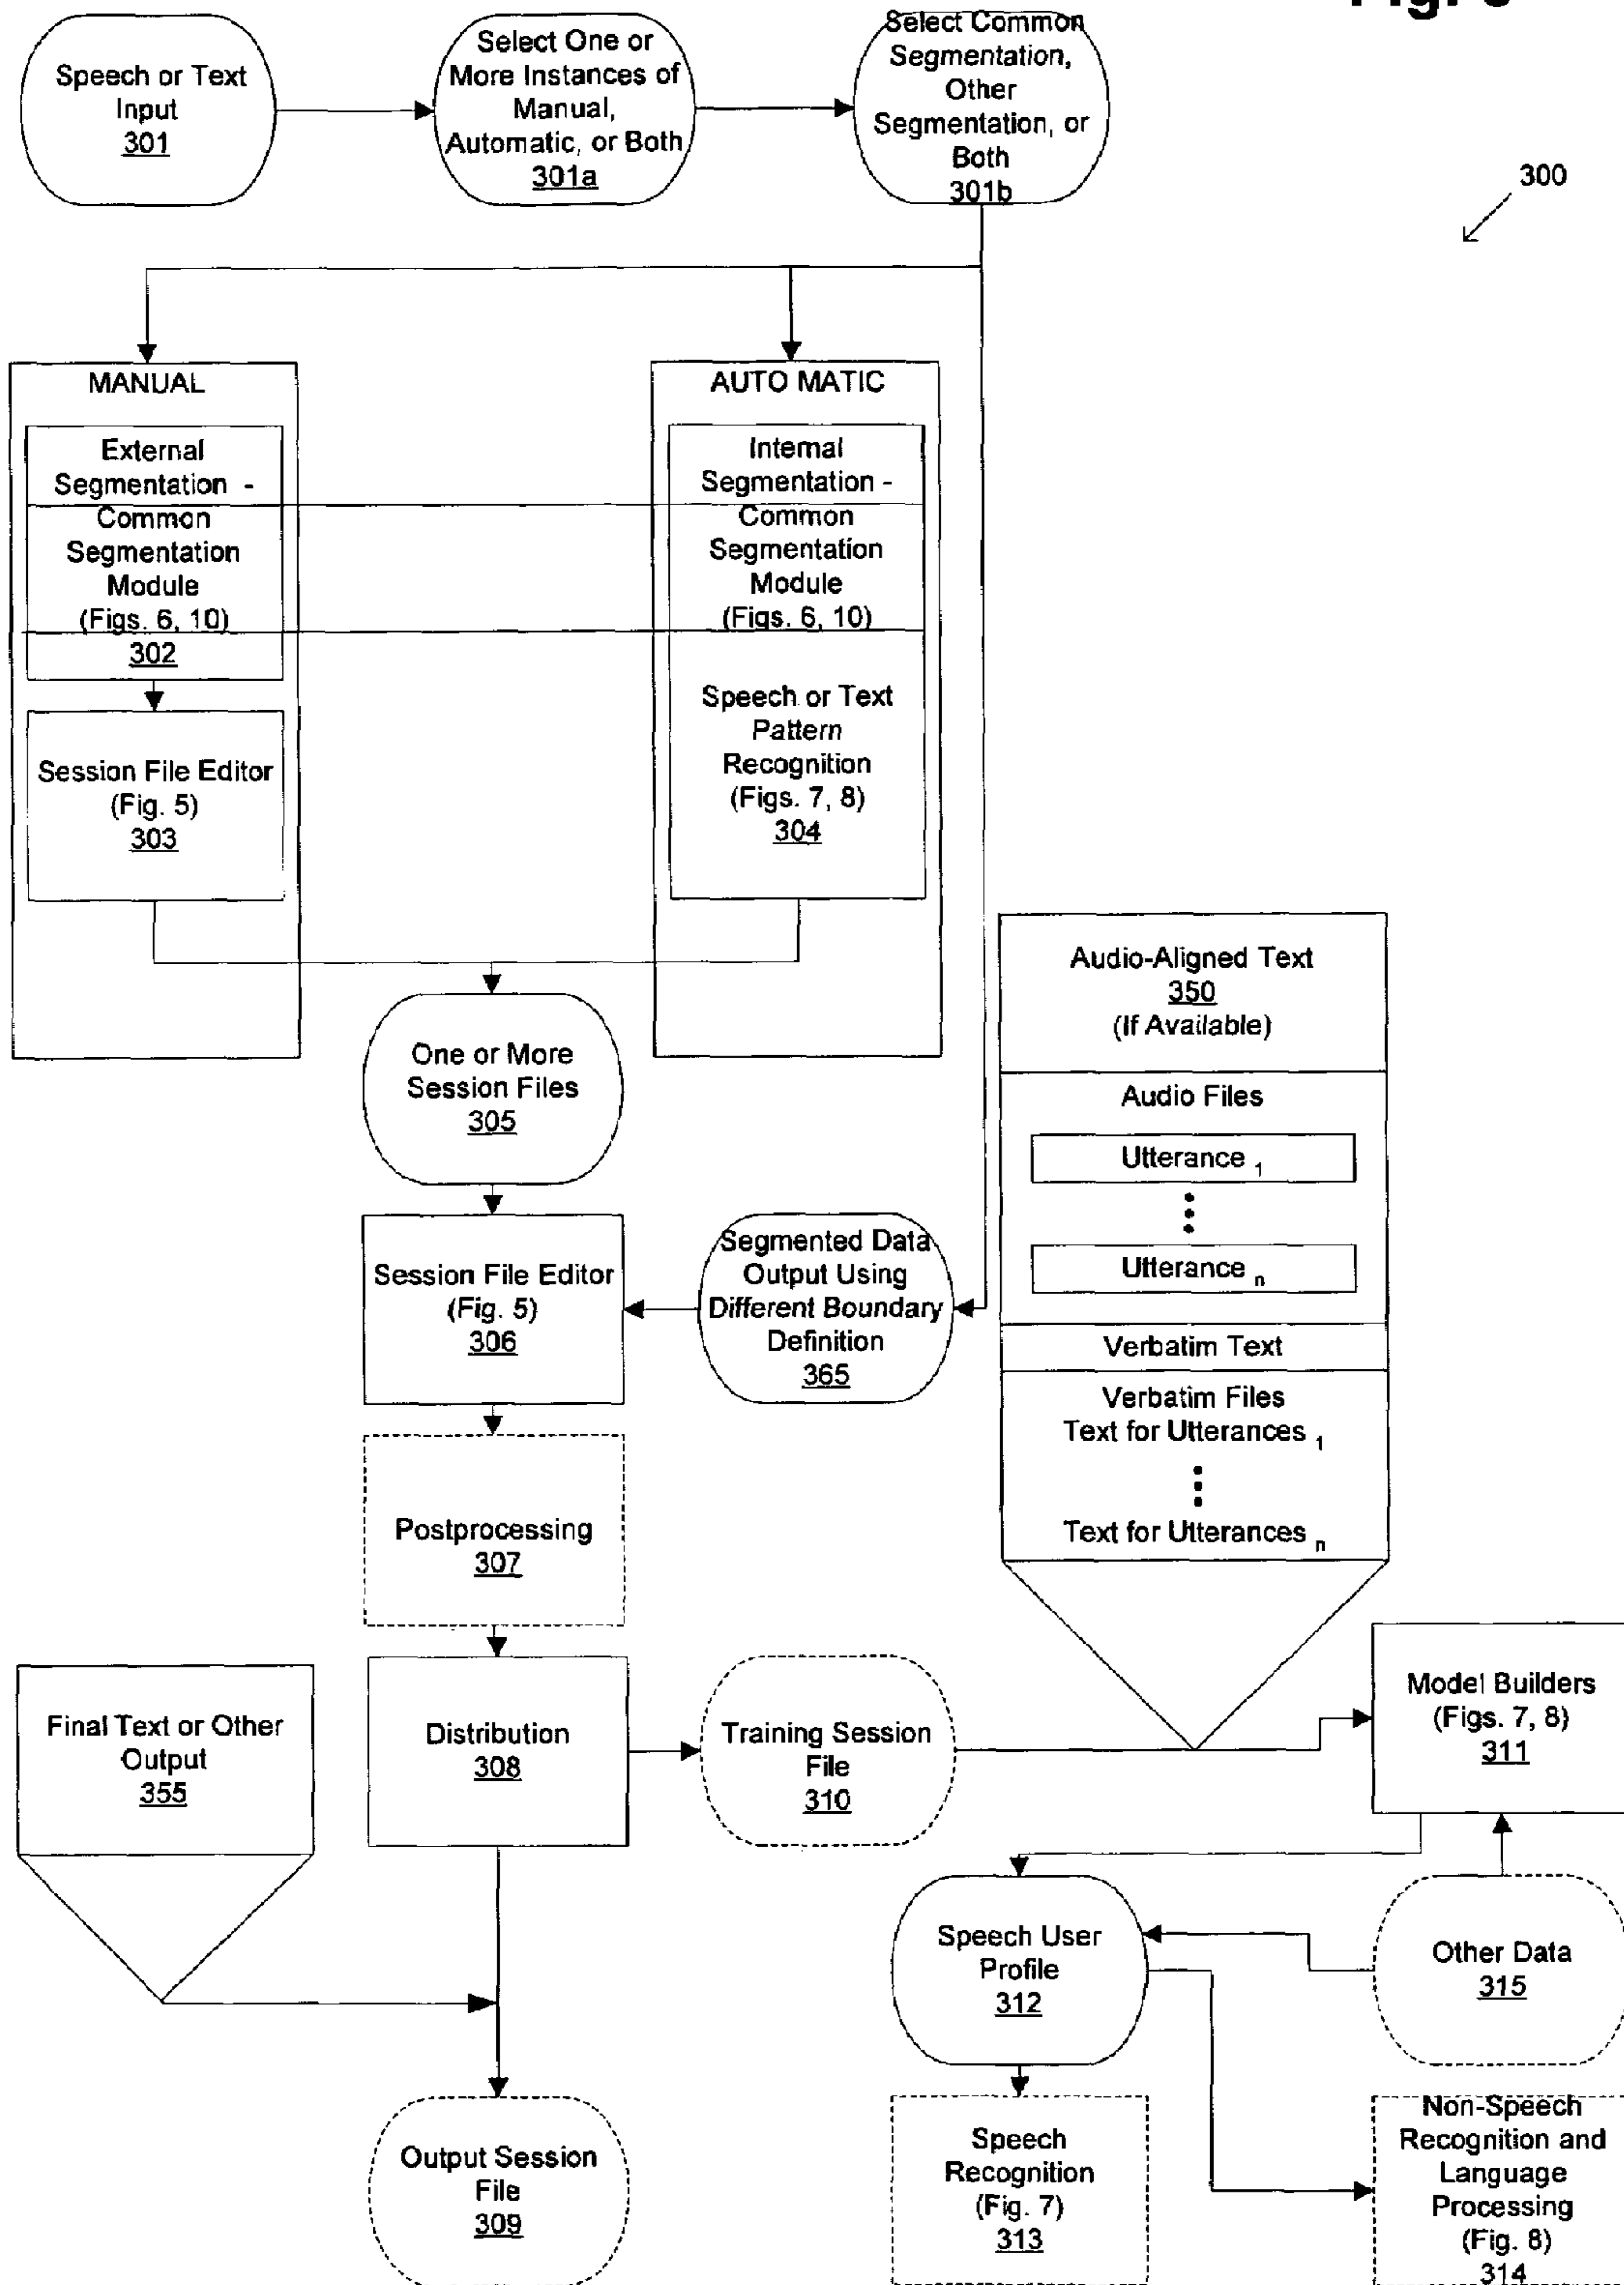 Speech or Text
Input
301
Select One or
More Instances of
Manual,
Automatic, or Both
301a
Select Common
Segmentation,
Other
Segmentation, or
Both
301b
300
MANUAL
External
Segmentation -
Common
Segmentation
Module
(Figs. 6, 10)
302
Session File Editor
(Fig. 5)
303
AUTO MATIC
Internal
Segmentation -
Common
Segmentation
Module
(Figs. 6, 10)
Speech or Text
Pattern
Recognition
(Figs. 7, 8)
304
One or More
Session Files
305
Session File Editor
(Fig. 5)
306
Segmented Data
Output Using
Different Boundary
Definition
365
Audio-Aligned Text
350
(If Available)
Audio Files
Utterance 1
Utterance n
Verbatim Text
Verbatim Files
Text for Utterances 1
Text for Utterances n
Postprocessing
307
Final Text or Other
Output
355
Distribution
308
Training Session
File
310
Model Builders
(Figs. 7, 8)
311
Speech User
Profile
312
Other Data
315
Output Session
File
309
Speech
Recognition
(Fig. 7)
313
Non-Speech
Recognition and
Language
Processing
(Fig. 8)
314